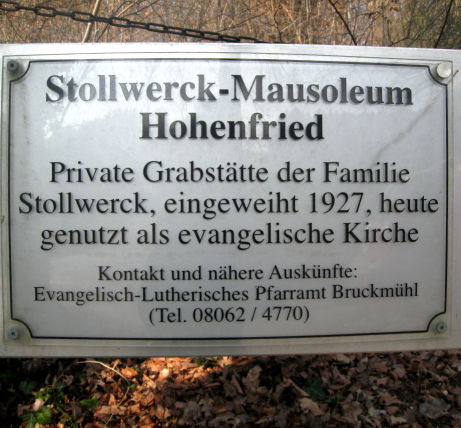 Stollwerck-Mausoleum
Hohenfried
Private Grabstätte der Familie
Stollwerck, eingeweiht 1927, heute
genutzt als evangelische Kirche
Kontakt und nähere Auskünfte:
Evangelisch-Lutherisches Pfarramt Bruckmühl
(Tel. 08062 / 4770)